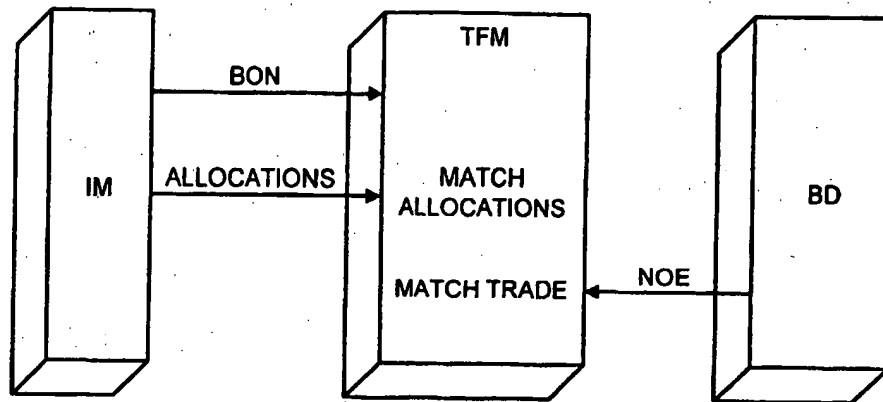 TFM
BON
IM
ALLOCATIONS
MATCH
ALLOCATIONS
BD
MATCH TRADE
NOE